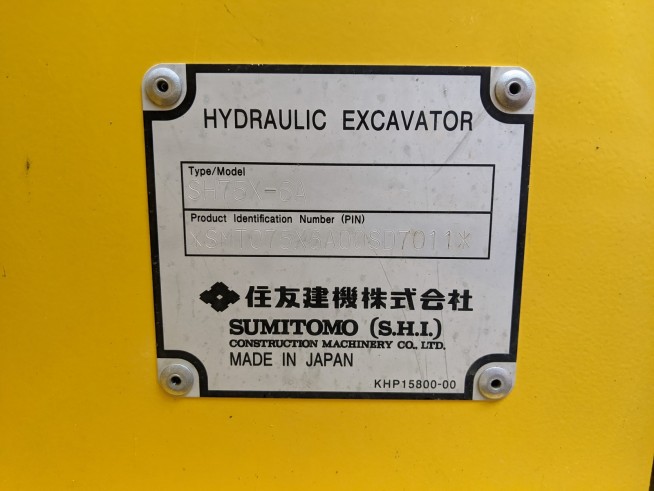 HYDRAULIC EXCAVATOR
Type/Model
Product Identification Number (PIN)
住友建機株式会社
SUMITOMO (S.H.I.)
CONSTRUCTION MACHINERY CO., LTD.
MADE IN JAPAN
KHP15800-00